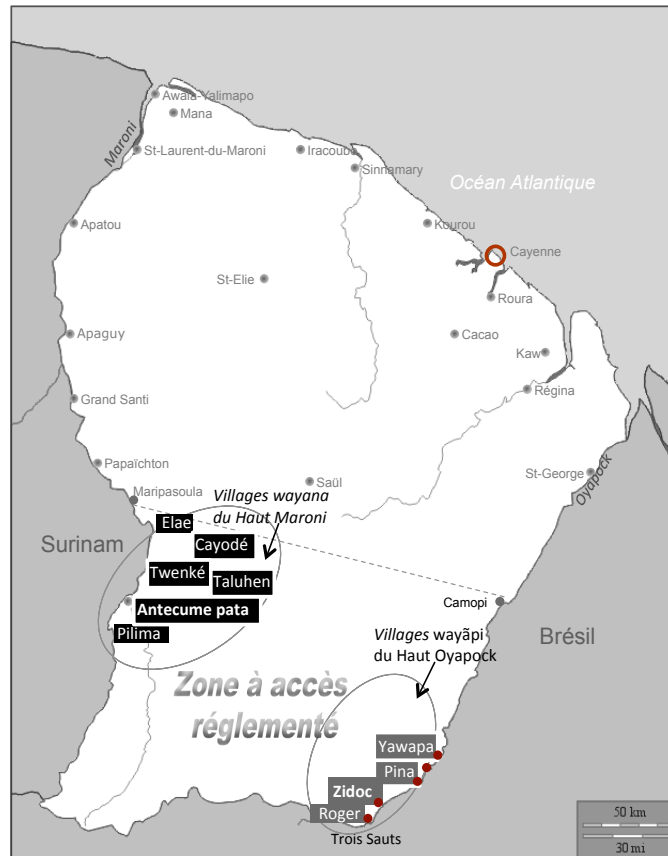 Awala-Yalimapo
Mana
Maroni
St-Laurent-du-Maroni
Iracoubo
Sinnamary
Océan Atlantique
Apatou
Kourou
Cayenne
St-Elie
Roura
Apaguy
Cacao
Kaw
Régina
Grand Santi
Papaïchton
Saül
St-George
Oyapock
Maripasoula
Villages wayana
du Haut Maroni
Elae
Surinam
Cayodé
Twenké
Taluhen
Antecume pata
Camopi
Pilima
Brésil
Villages wayãpi
du Haut Oyapock
Zone à accès
réglementé
Yawapa
Pina
Zidoc
Roger
Trois Sauts
50 km
30 mi